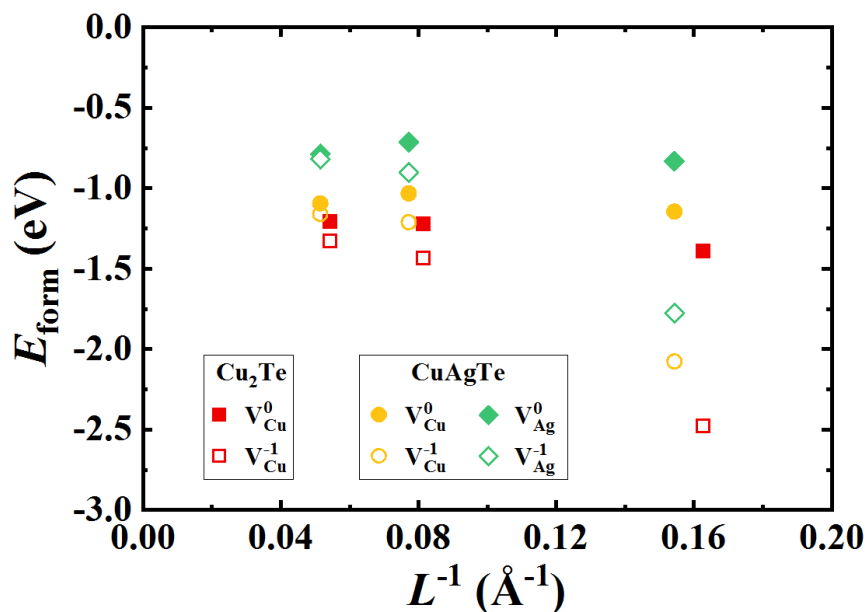 0.0
-0.5
-1.0
-1.5
-2.0
-2.5
-3.0
E_form (eV)
Cu₂Te
V⁰_Cu
V⁻¹_Cu
CuAgTe
V⁰_Cu V⁰_Ag
V⁻¹_Cu V⁻¹_Ag
0.00 0.04 0.08 0.12 0.16 0.20
L⁻¹ (Å⁻¹)